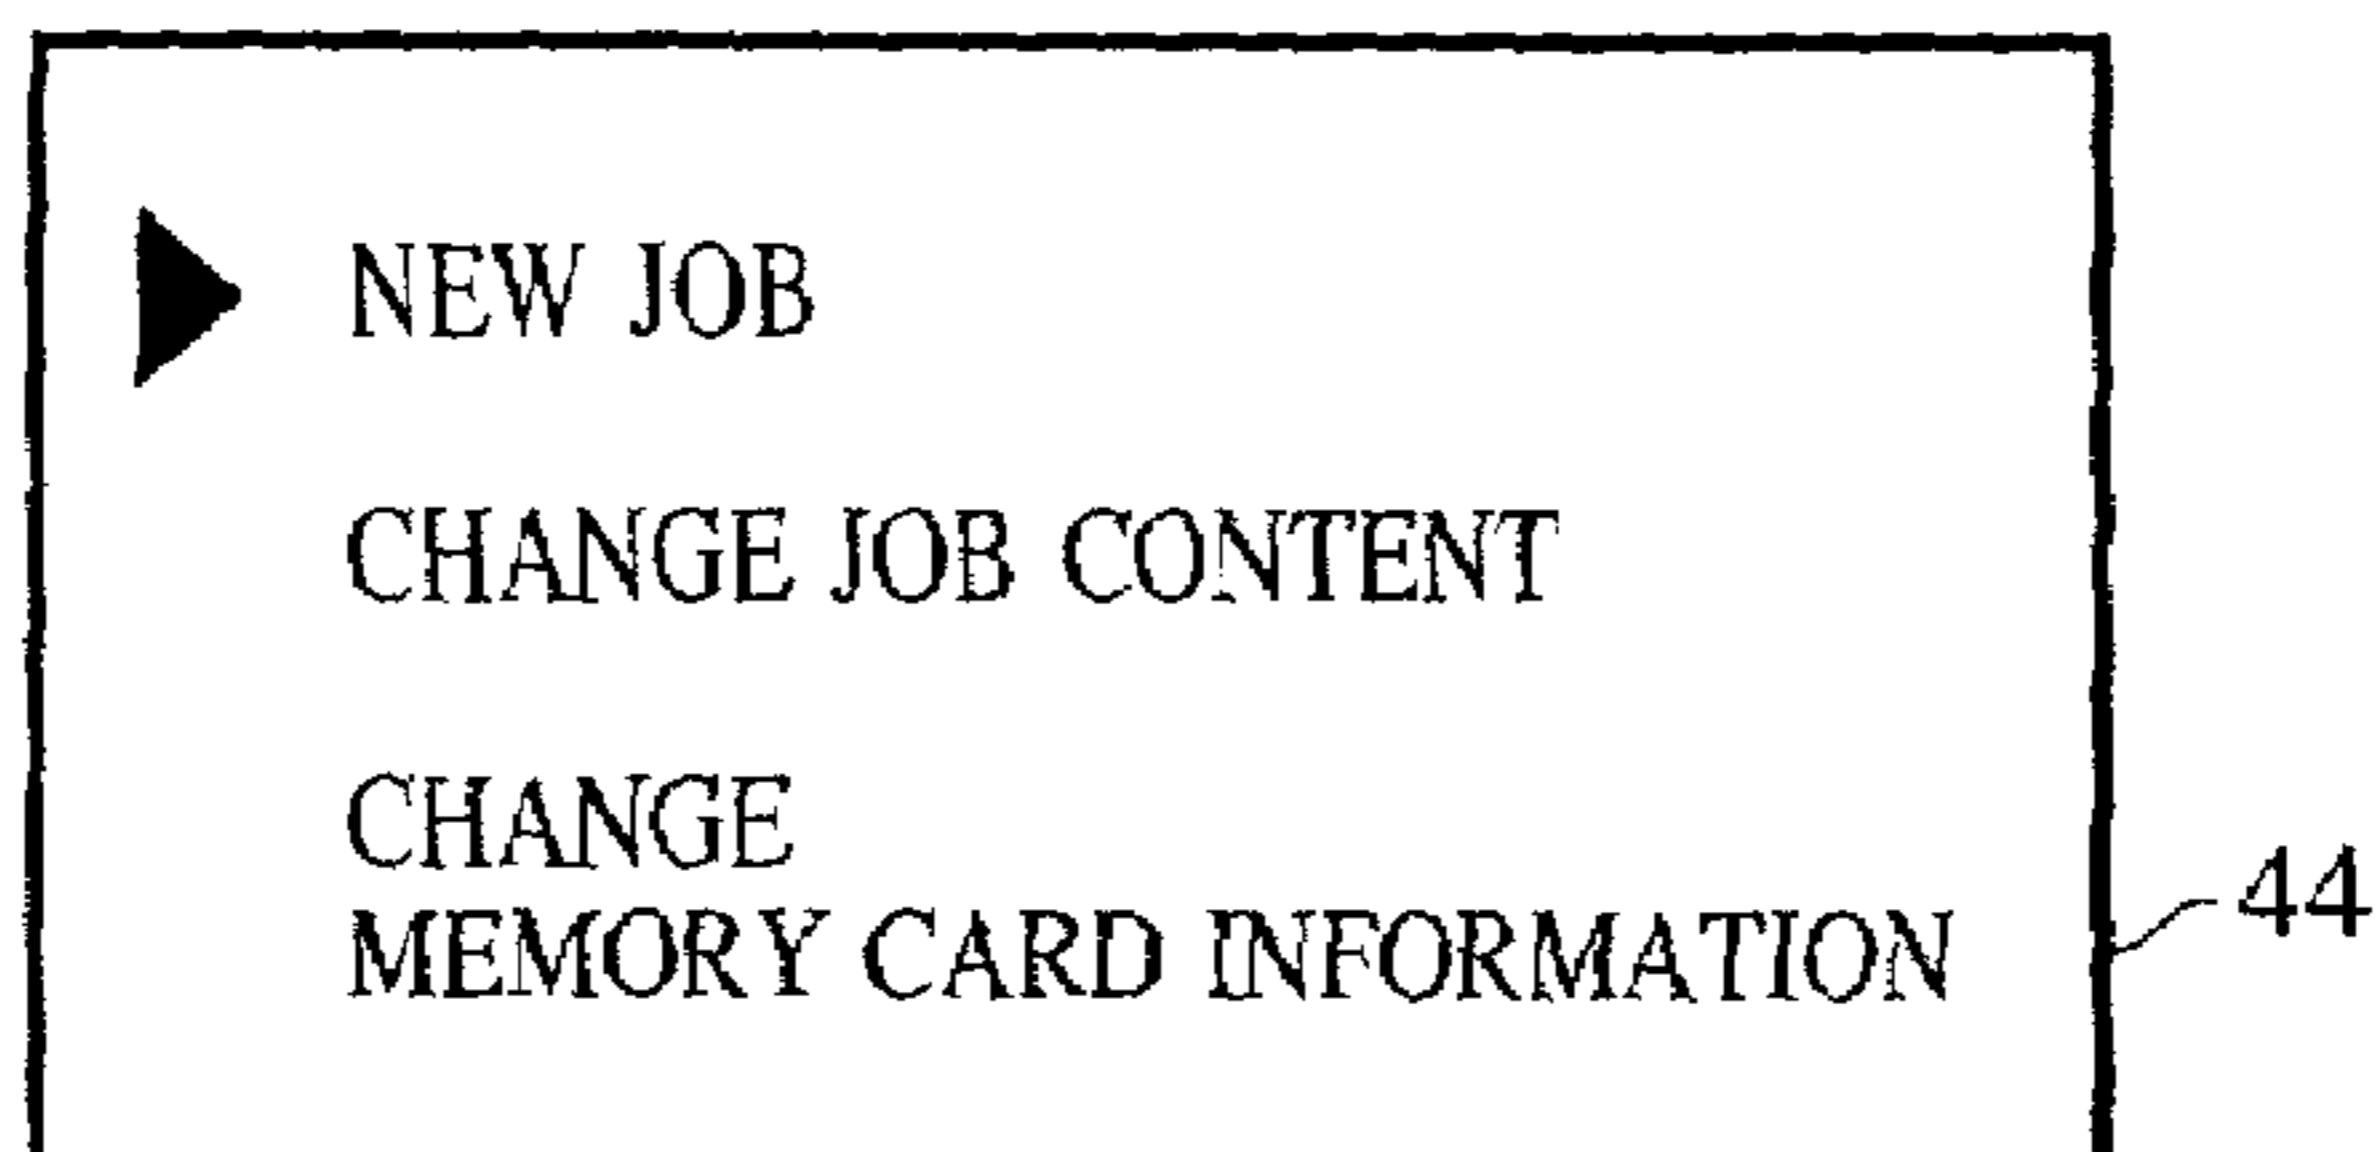 NEW JOB
CHANGE JOB CONTENT
CHANGE
MEMORY CARD INFORMATION
44